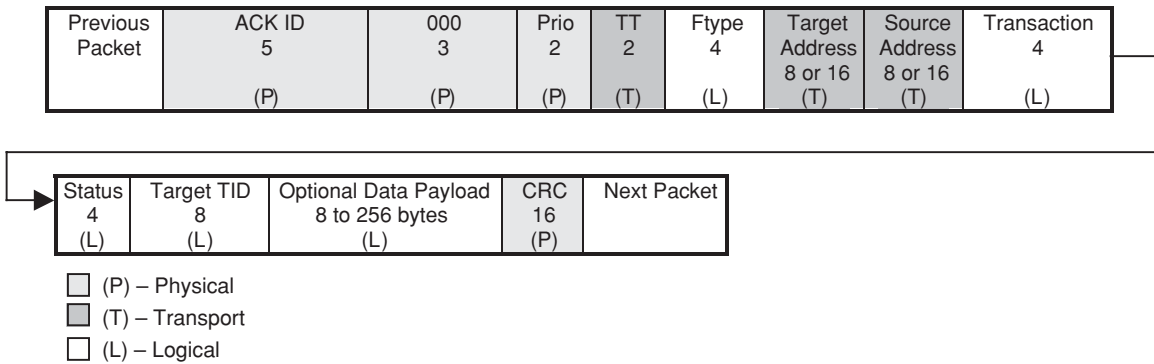 Previous Packet
ACK ID 5 (P)
000 3 (P)
Prio 2 (P)
TT 2 (T)
Ftype 4 (L)
Target Address 8 or 16 (T)
Source Address 8 or 16 (T)
Transaction 4 (L)
Status 4 (L)
Target TID 8 (L)
Optional Data Payload 8 to 256 bytes (L)
CRC 16 (P)
Next Packet
(P) – Physical
(T) – Transport
(L) – Logical